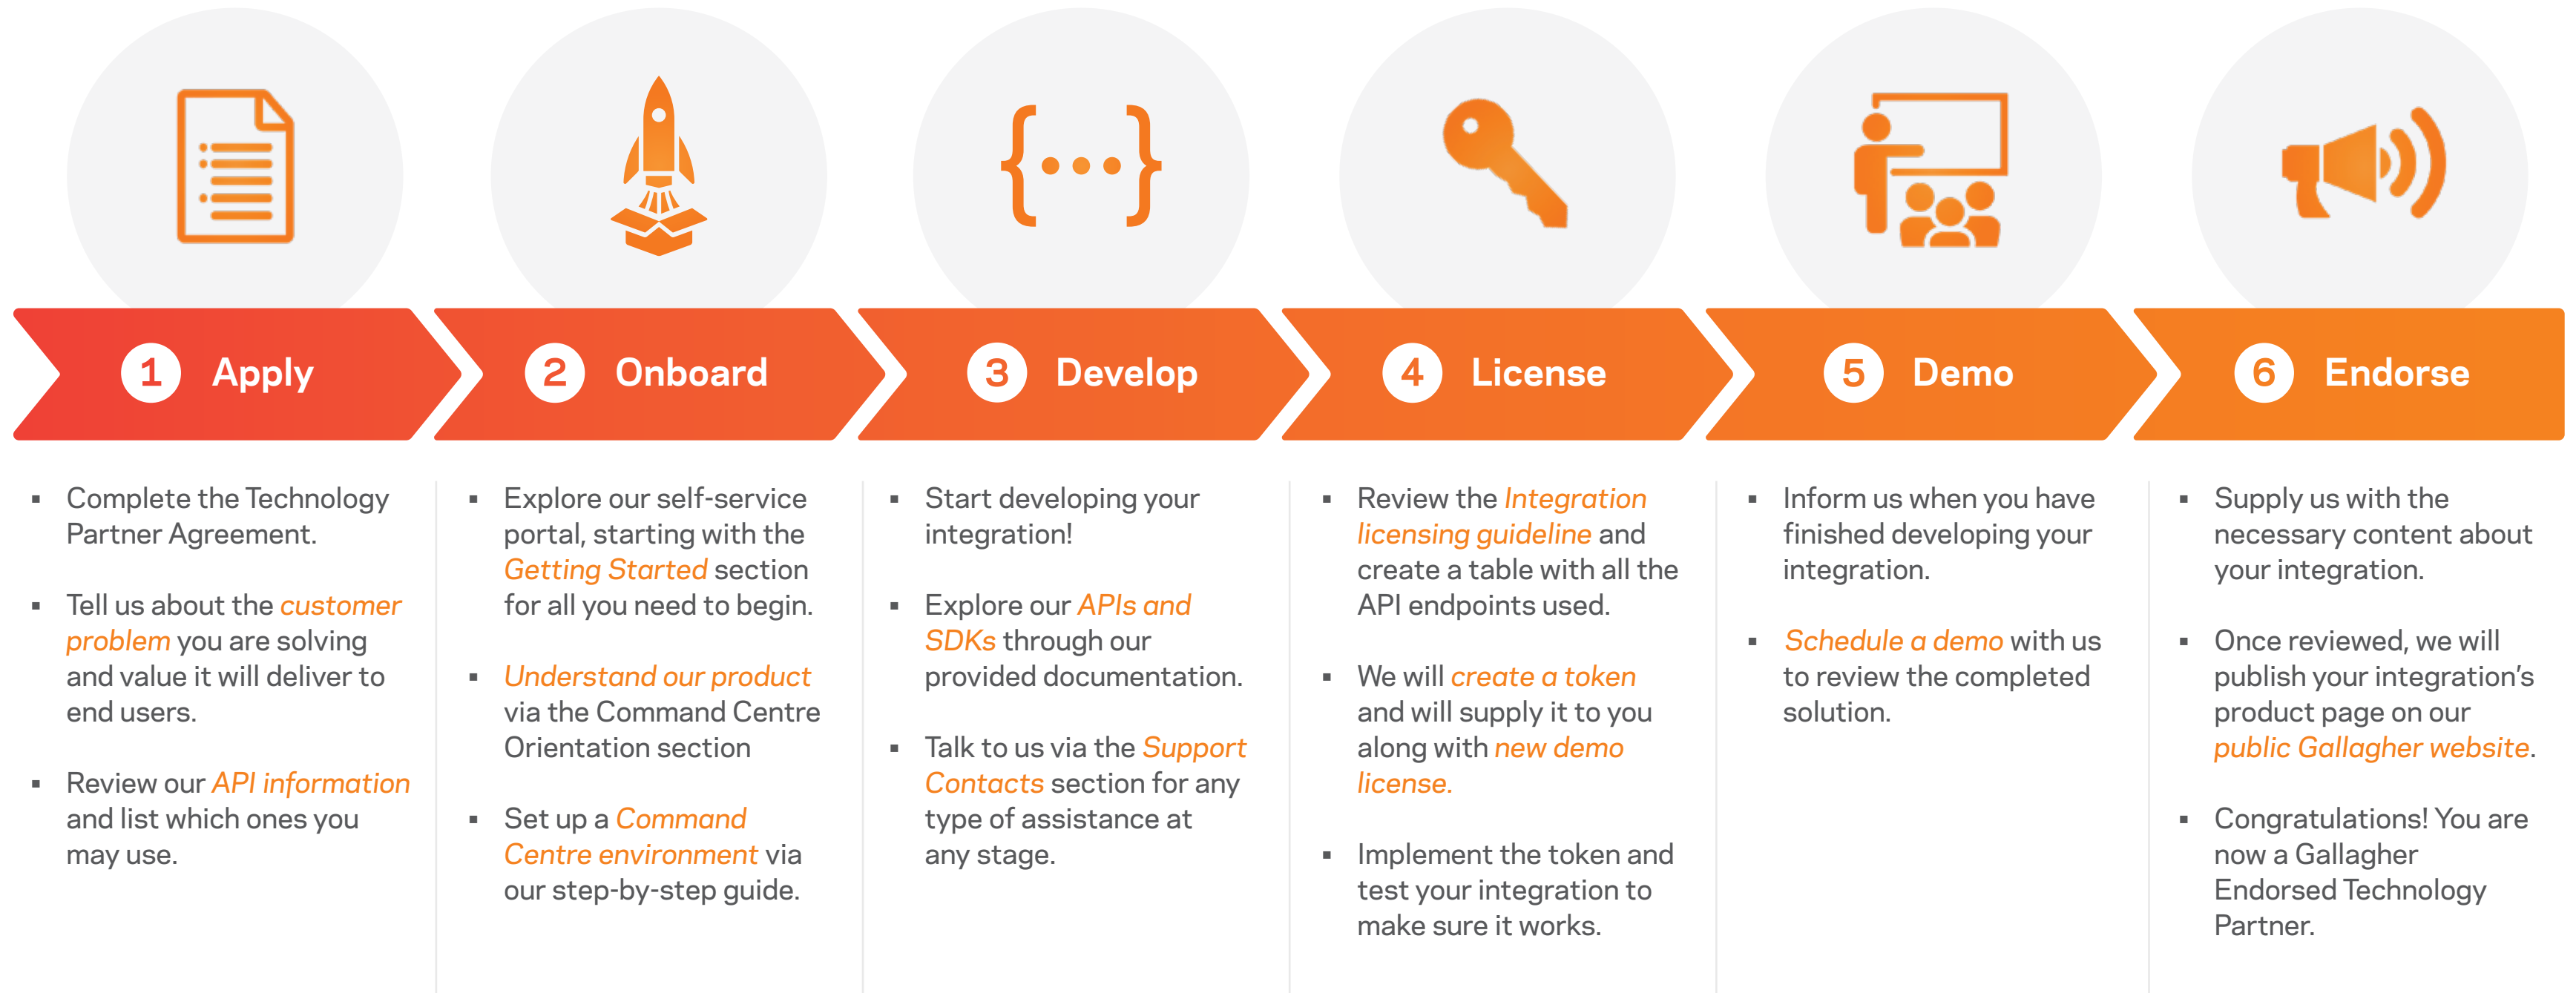 1 Apply
2 Onboard
3 Develop
4 License
5 Demo
6 Endorse
▪ Complete the Technology
Partner Agreement.
▪ Tell us about the customer
problem you are solving
and value it will deliver to
end users.
▪ Review our API information
and list which ones you
may use.
▪ Explore our self-service
portal, starting with the
Getting Started section
for all you need to begin.
▪ Understand our product
via the Command Centre
Orientation section
▪ Set up a Command
Centre environment via
our step-by-step guide.
▪ Start developing your
integration!
▪ Explore our APIs and
SDKs through our
provided documentation.
▪ Talk to us via the Support
Contacts section for any
type of assistance at
any stage.
▪ Review the Integration
licensing guideline and
create a table with all the
API endpoints used.
▪ We will create a token
and will supply it to you
along with new demo
license.
▪ Implement the token and
test your integration to
make sure it works.
▪ Inform us when you have
finished developing your
integration.
▪ Schedule a demo with us
to review the completed
solution.
▪ Supply us with the
necessary content about
your integration.
▪ Once reviewed, we will
publish your integration’s
product page on our
public Gallagher website.
▪ Congratulations! You are
now a Gallagher
Endorsed Technology
Partner.